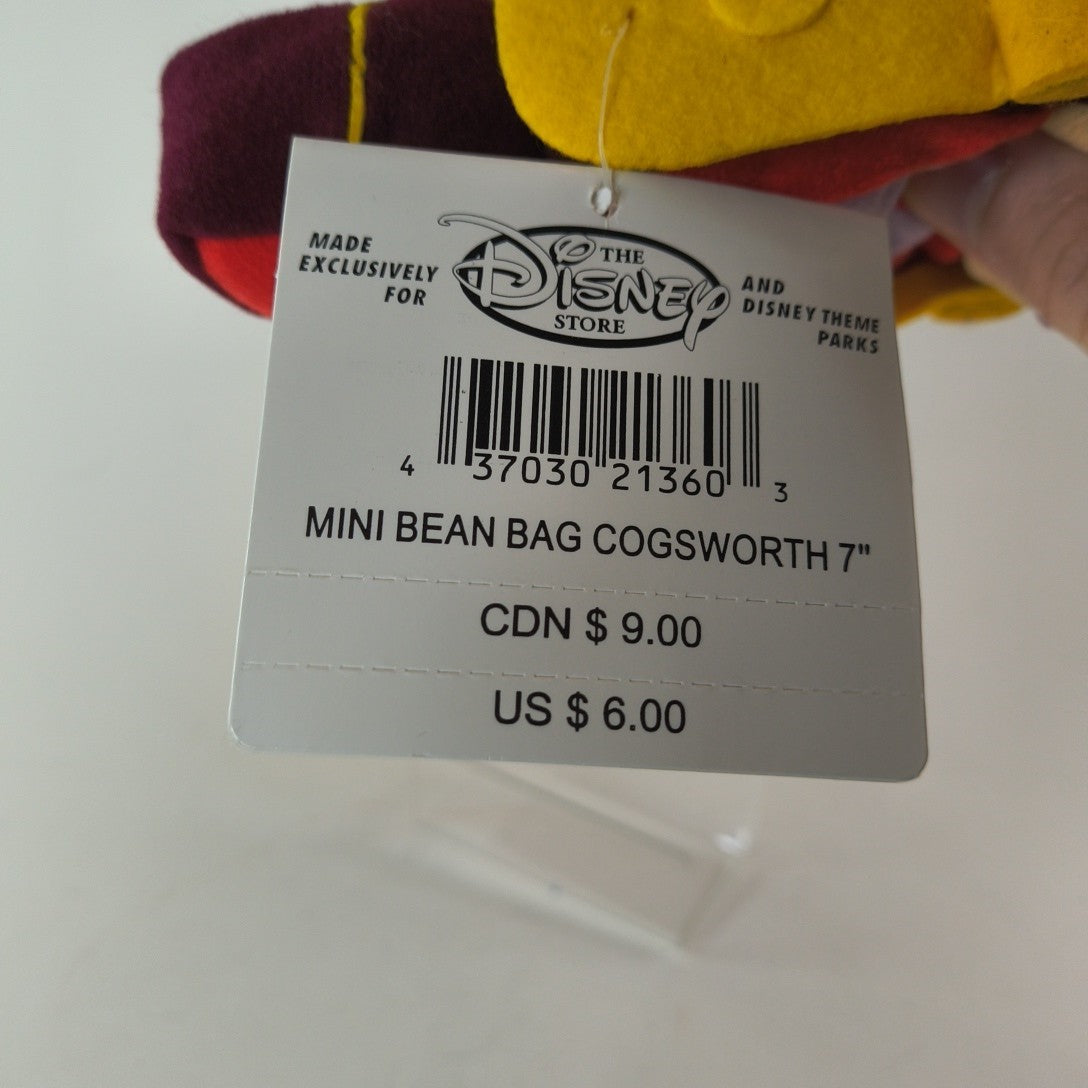 MADE
EXCLUSIVELY
FOR
THE
Disney
STORE
AND
DISNEY THEME
PARKS
4 37030 21360 3
MINI BEAN BAG COGSWORTH 7"
CDN $ 9.00
US $ 6.00